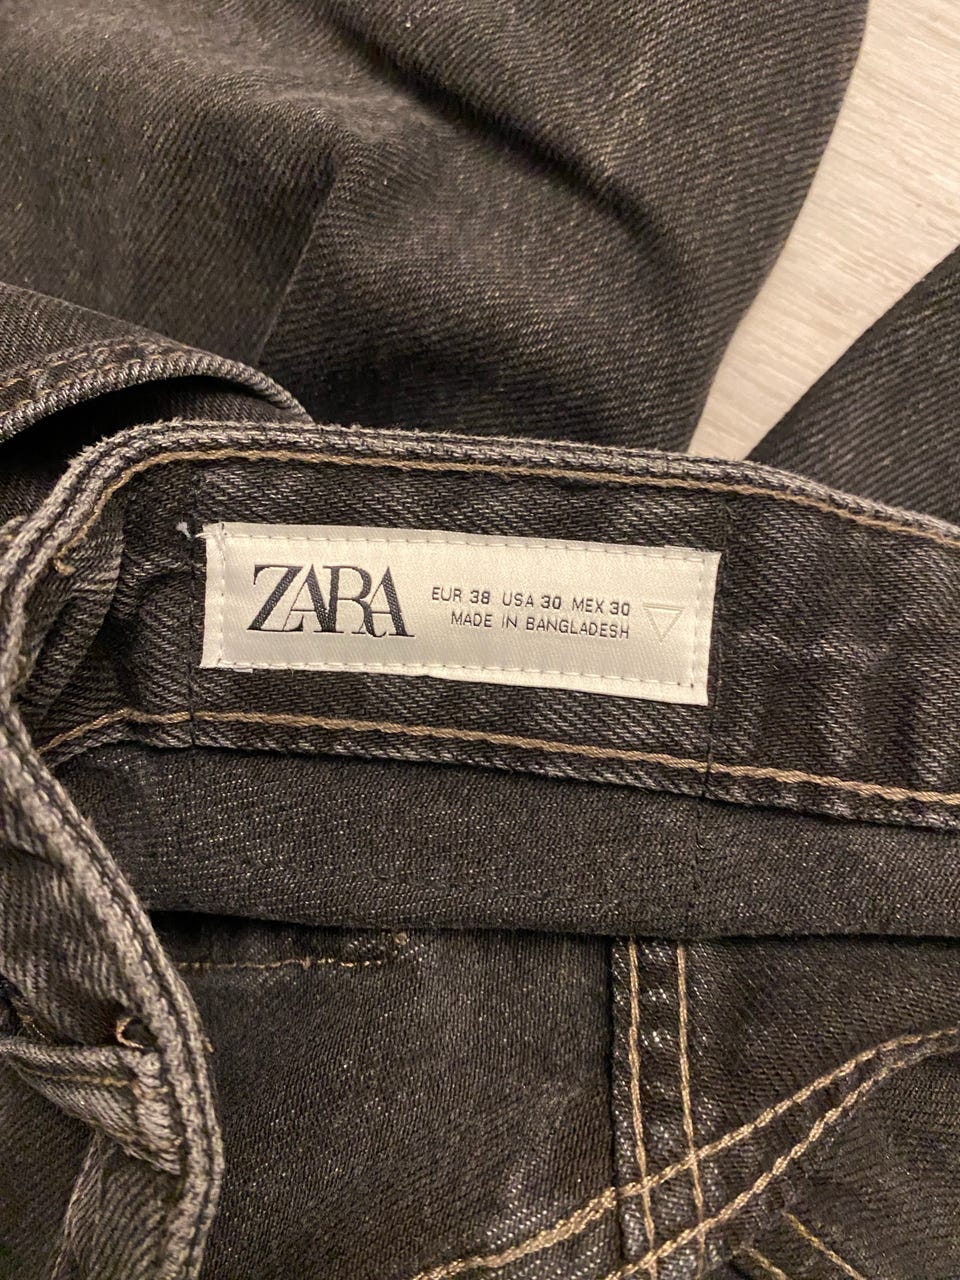 ZARA
EUR 38 USA 30 MEX 30
MADE IN BANGLADESH